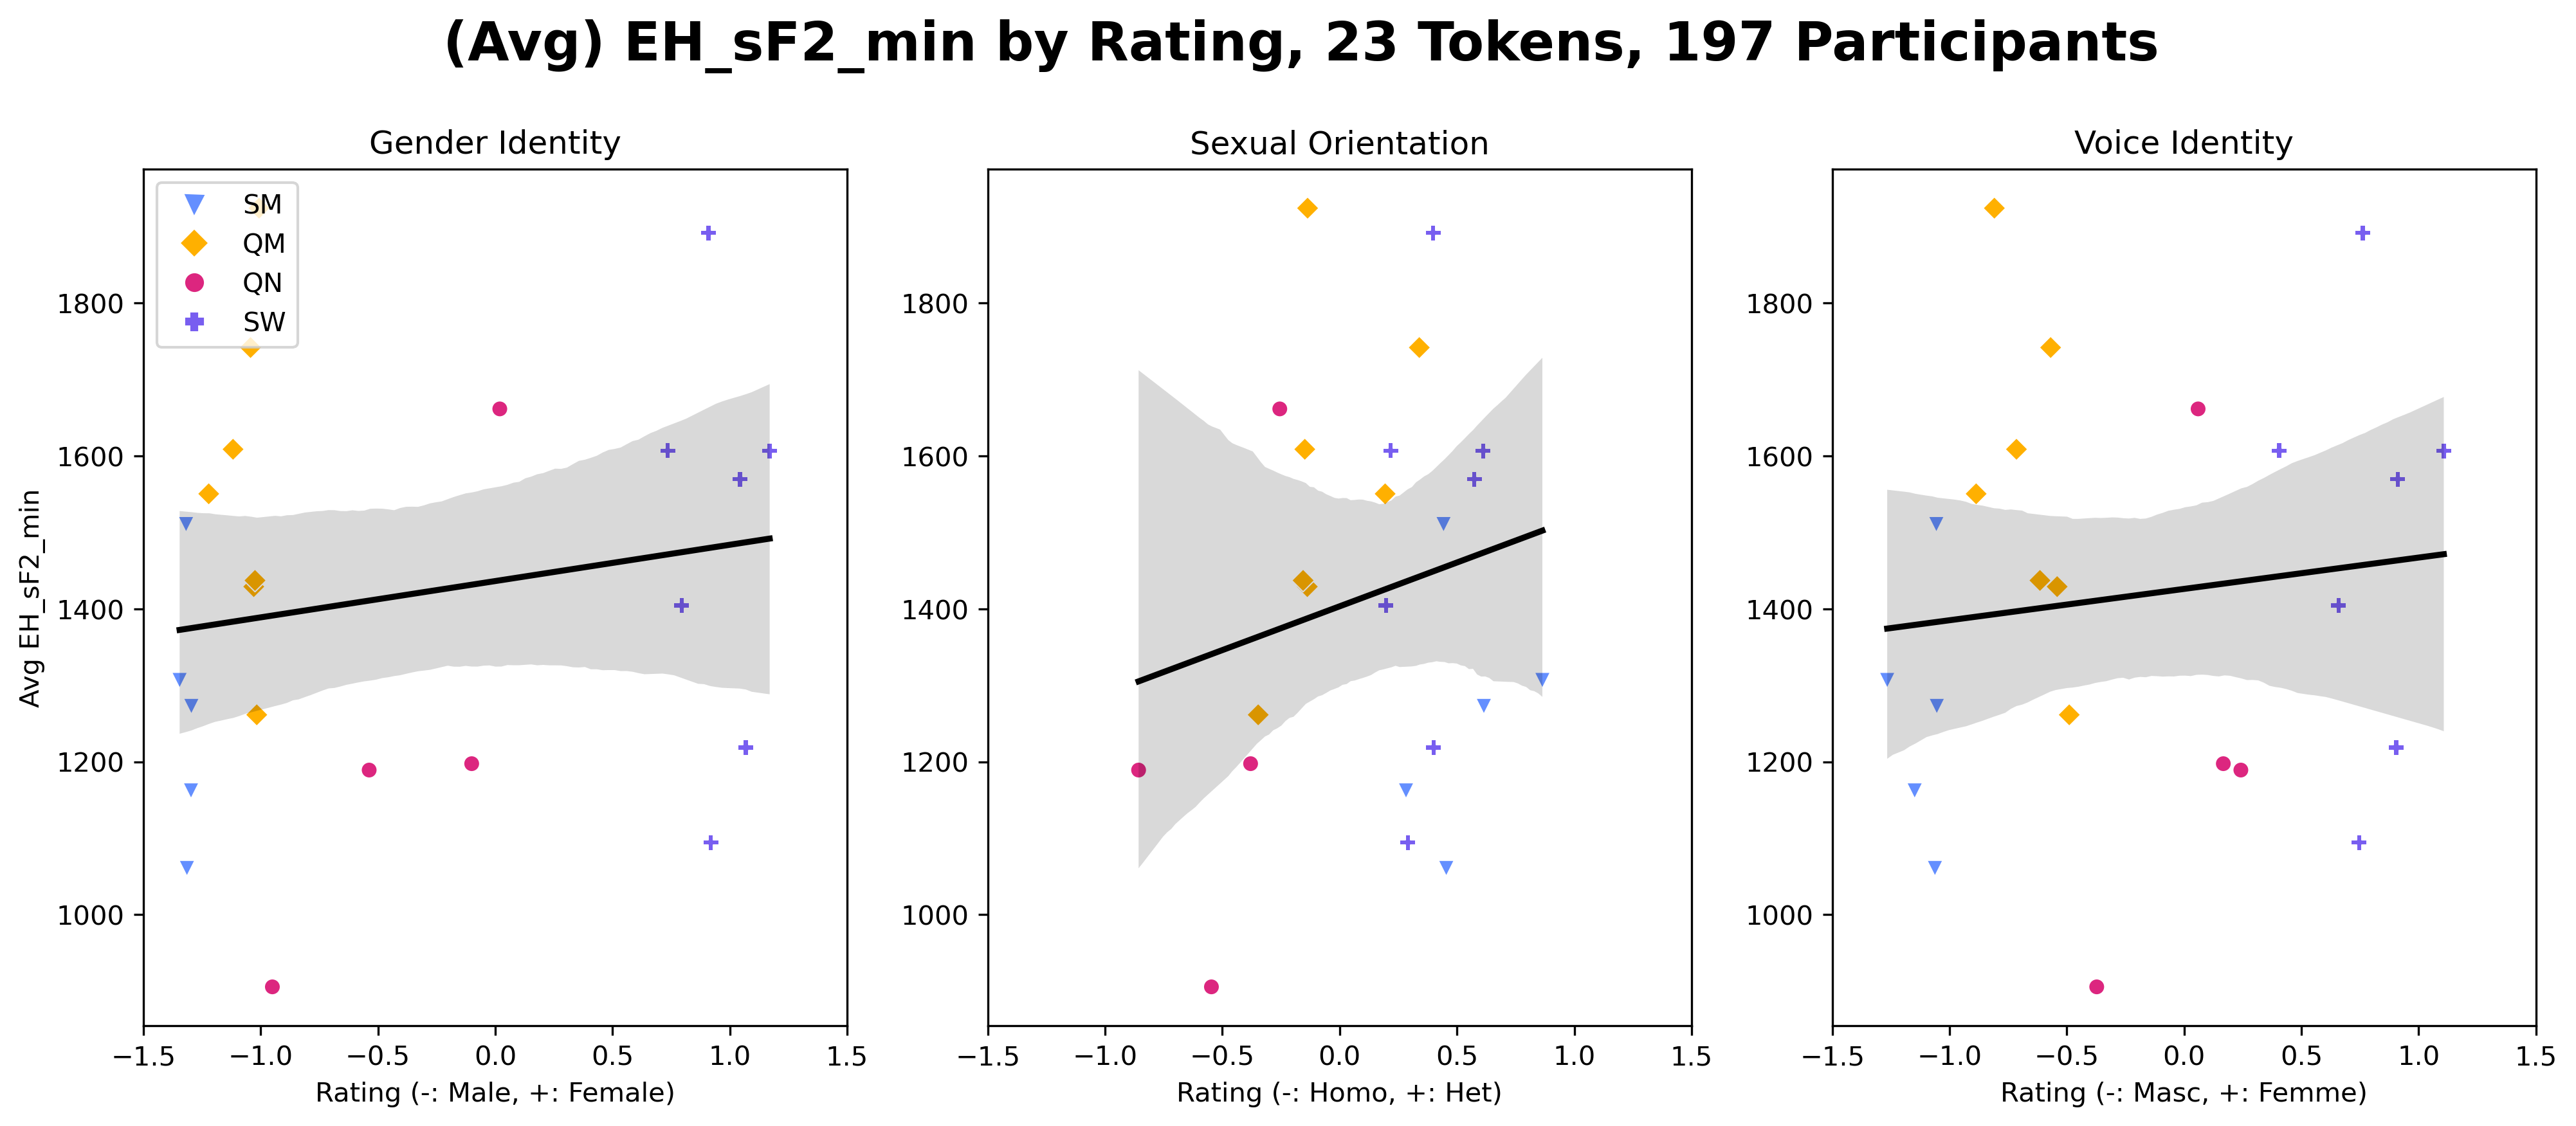 (Avg) EH_sF2_min by Rating, 23 Tokens, 197 Participants
Gender Identity
Sexual Orientation
Voice Identity
SM
QM
QN
SW
Avg EH_sF2_min
1800
1600
1400
1200
1000
1800
1600
1400
1200
1000
1800
1600
1400
1200
1000
−1.5 −1.0 −0.5 0.0 0.5 1.0 1.5
−1.5 −1.0 −0.5 0.0 0.5 1.0 1.5
−1.5 −1.0 −0.5 0.0 0.5 1.0 1.5
Rating (-: Male, +: Female)
Rating (-: Homo, +: Het)
Rating (-: Masc, +: Femme)